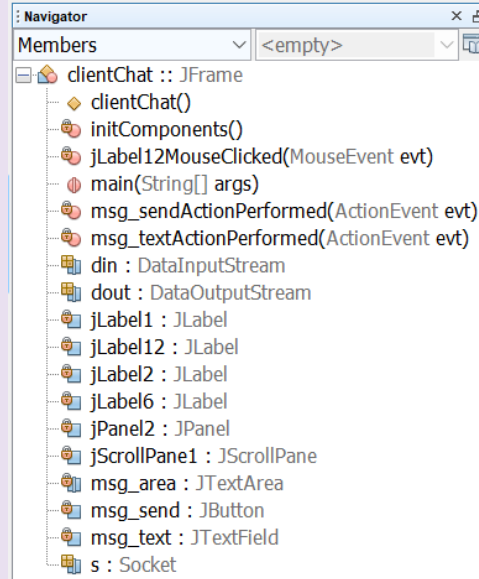 Navigator
Members <empty>
clientChat :: JFrame
clientChat()
initComponents()
jLabel12MouseClicked(MouseEvent evt)
main(String[] args)
msg_sendActionPerformed(ActionEvent evt)
msg_textActionPerformed(ActionEvent evt)
din : DataInputStream
dout : DataOutputStream
jLabel1 : JLabel
jLabel12 : JLabel
jLabel2 : JLabel
jLabel6 : JLabel
jPanel2 : JPanel
jScrollPane1 : JScrollPane
msg_area : JTextArea
msg_send : JButton
msg_text : JTextField
s : Socket